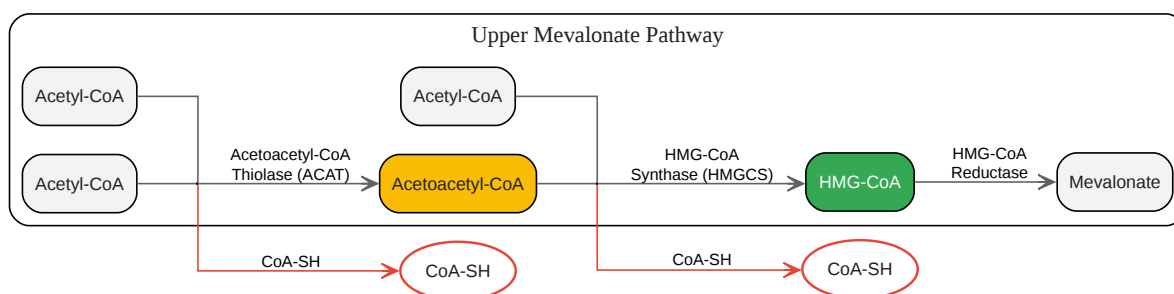 Upper Mevalonate Pathway
Acetyl-CoA
Acetyl-CoA
Acetyl-CoA
Acetoacetyl-CoA
Thiolase (ACAT)
Acetoacetyl-CoA
HMG-CoA
Synthase (HMGCS)
HMG-CoA
HMG-CoA
Reductase
Mevalonate
CoA-SH
CoA-SH
CoA-SH
CoA-SH